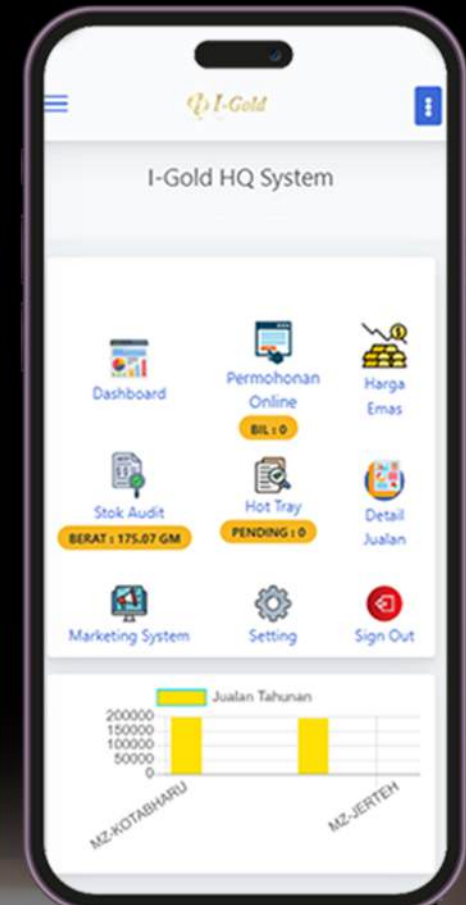 I-Gold
I-Gold HQ System
Dashboard
Permohonan
Online
BIL : 0
Harga
Emas
Stok Audit
BERAT : 175.07 GM
Hot Tray
PENDING : 0
Detail
Jualan
Marketing System
Setting
Sign Out
Jualan Tahunan
200000
150000
100000
50000
0
MZ-KOTABHARU
MZ-JERTEH